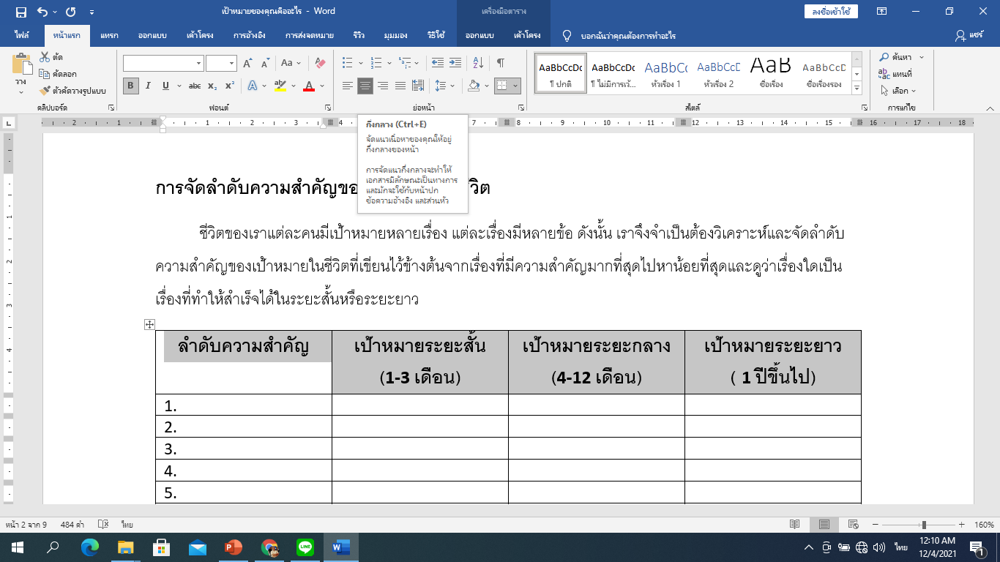 เป้าหมายของคุณคืออะไร - Word
เครื่องมือตาราง
ลงชื่อเข้าใช้
ไฟล์ หน้าแรก แทรก ออกแบบ เค้าโครง การอ้างอิง การส่งจดหมาย รีวิว มุมมอง วิธีใช้ ออกแบบ เค้าโครง บอกฉันว่าคุณต้องการทำอะไร แชร์
วาง
ตัด
คัดลอก
ตัวคัดวางรูปแบบ
คลิปบอร์ด
Aa
B I U abc x₂ x²
ฟอนต์
ย่อหน้า
AaBbCcDc AaBbCcDc AaBbCc AaBbCcD AaB AaBbCcD
¶ ปกติ ¶ ไม่มีการเว้... หัวเรื่อง 1 หัวเรื่อง 2 ชื่อเรื่อง หัวเรื่องรอง
สไตล์
ค้นหา
แทนที่
เลือก
การแก้ไข
2 1 1 2 3 4 7 8 9 10 11 12 13 14 15 16 17 18
กึ่งกลาง (Ctrl+E)
จัดแนวเนื้อหาของคุณให้อยู่
กึ่งกลางของหน้า
การจัดแนวกึ่งกลางจะทำให้
เอกสารมีลักษณะเป็นทางการ
และมักจะใช้กับหน้าปก
ข้อความอ้างอิง และส่วนหัว
การจัดลำดับความสำคัญขอ ชีวิต
ชีวิตของเราแต่ละคนมีเป้าหมายหลายเรื่อง แต่ละเรื่องมีหลายข้อ ดังนั้น เราจึงจำเป็นต้องวิเคราะห์และจัดลำดับ
ความสำคัญของเป้าหมายในชีวิตที่เขียนไว้ข้างต้นจากเรื่องที่มีความสำคัญมากที่สุดไปหาน้อยที่สุดและดูว่าเรื่องใดเป็น
เรื่องที่ทำให้สำเร็จได้ในระยะสั้นหรือระยะยาว
ลำดับความสำคัญ เป้าหมายระยะสั้น เป้าหมายระยะกลาง เป้าหมายระยะยาว
(1-3 เดือน) (4-12 เดือน) ( 1 ปีขึ้นไป)
1.
2.
3.
4.
5.
หน้า 2 จาก 9 484 คำ ไทย 160%
LINE
ไทย
12:10 AM
12/4/2021
1